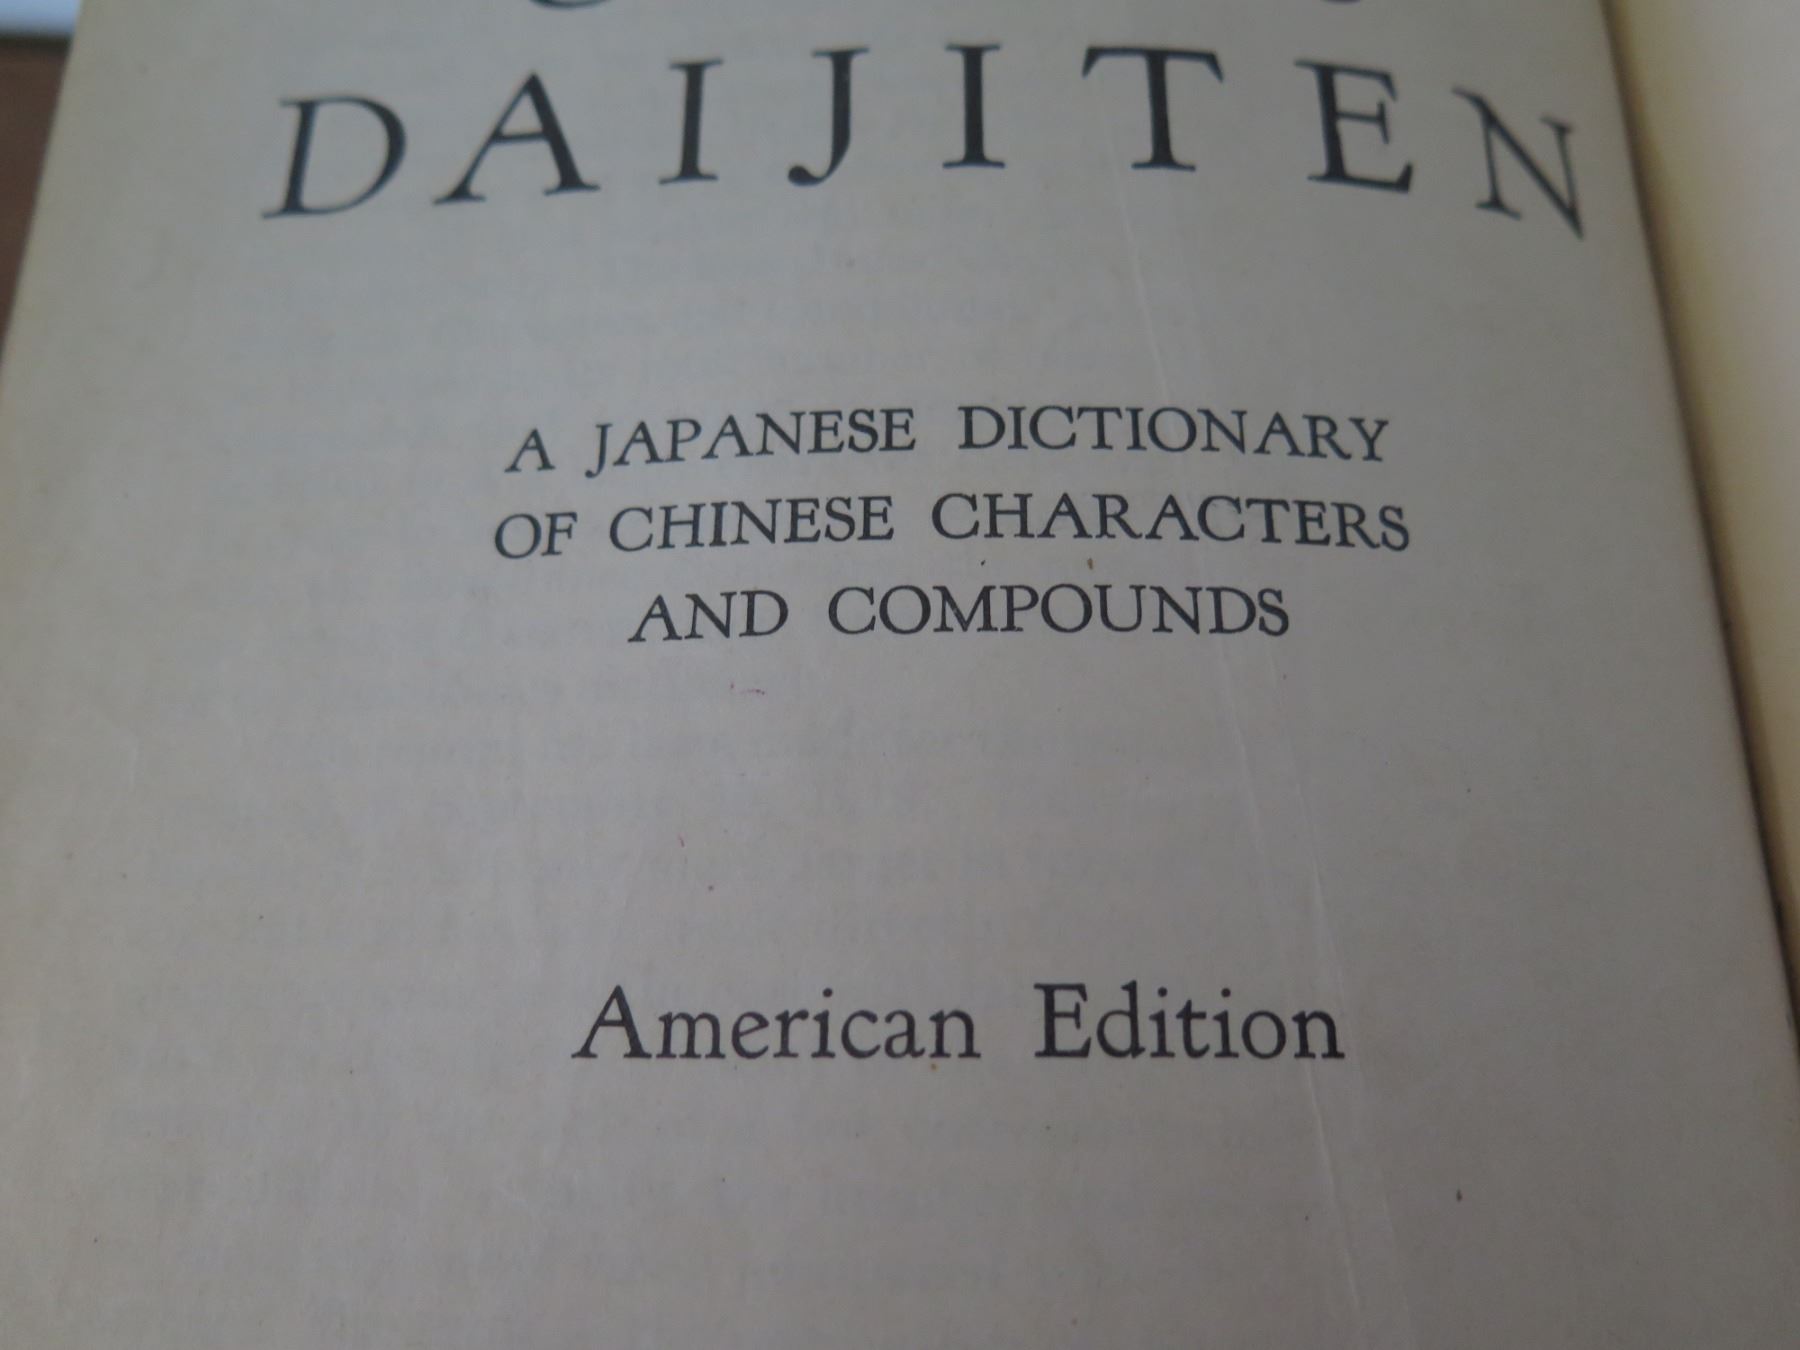 DAIJITEN
A JAPANESE DICTIONARY
OF CHINESE CHARACTERS
AND COMPOUNDS
American Edition